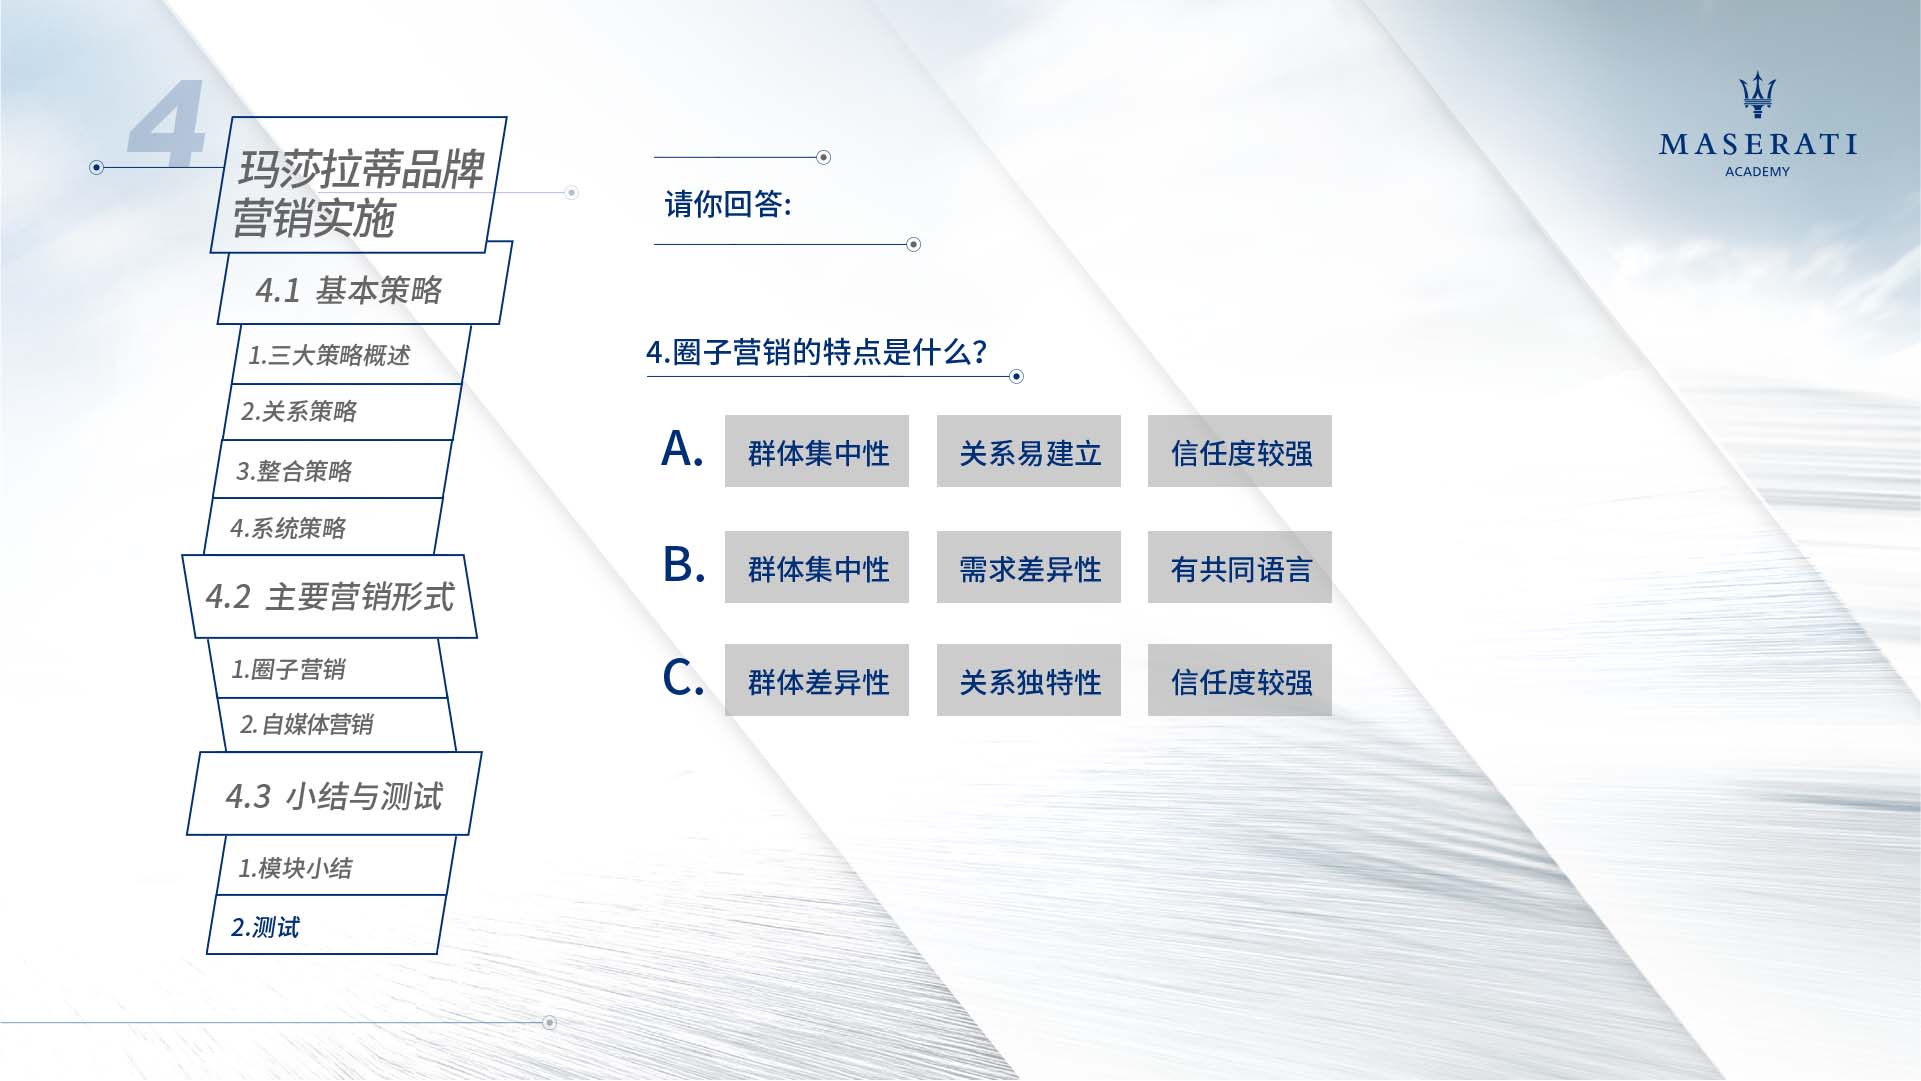 4
玛莎拉蒂品牌
营销实施
4.1 基本策略
1.三大策略概述
2.关系策略
3.整合策略
4.系统策略
4.2 主要营销形式
1.圈子营销
2.自媒体营销
4.3 小结与测试
1.模块小结
2.测试
请你回答:
4.圈子营销的特点是什么?
A. 群体集中性 关系易建立 信任度较强
B. 群体集中性 需求差异性 有共同语言
C. 群体差异性 关系独特性 信任度较强
MASERATI
ACADEMY